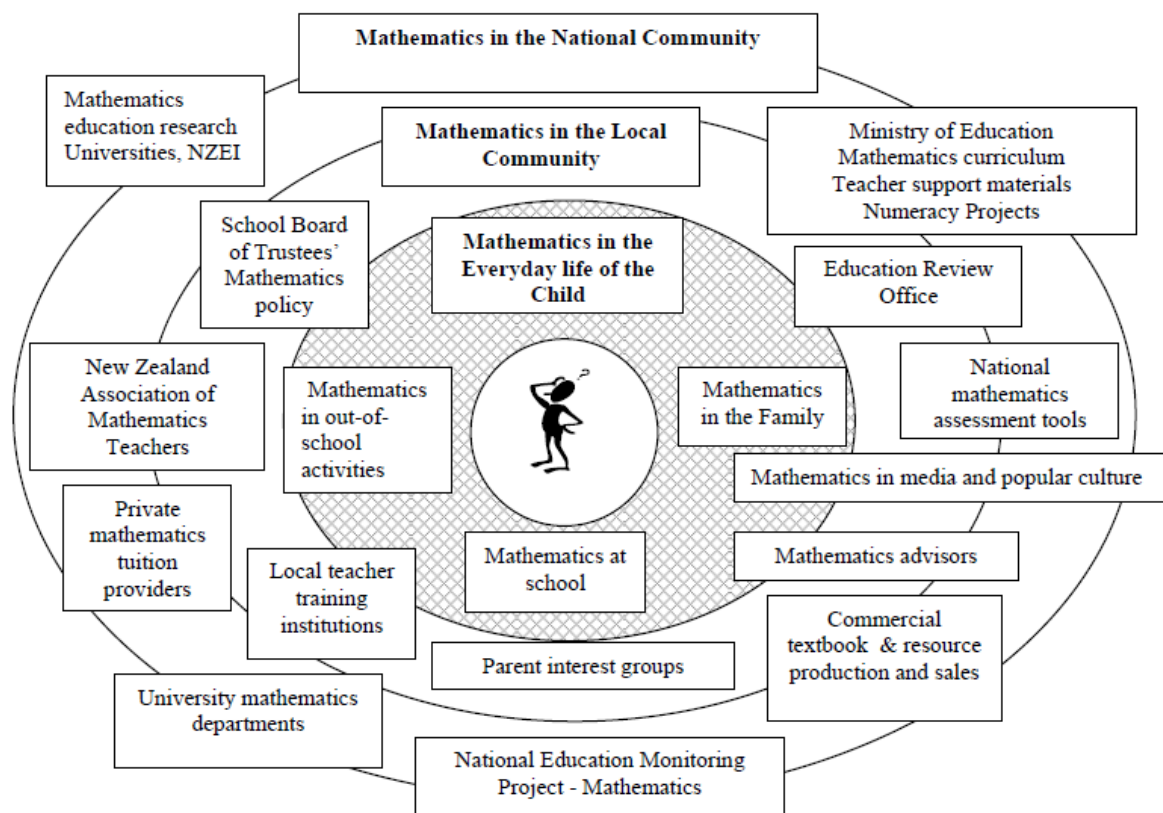 Mathematics in the National Community
Mathematics
education research
Universities, NZEI
Mathematics in the Local
Community
Ministry of Education
Mathematics curriculum
Teacher support materials
Numeracy Projects
School Board
of Trustees'
Mathematics
policy
Mathematics in the
Everyday life of the
Child
Education Review
Office
New Zealand
Association of
Mathematics
Teachers
Mathematics
in out-of-
school
activities
?
Mathematics
in the Family
National
mathematics
assessment tools
Mathematics in media and popular culture
Private
mathematics
tuition
providers
Local teacher
training
institutions
Mathematics at
school
Mathematics advisors
Commercial
textbook & resource
production and sales
Parent interest groups
University mathematics
departments
National Education Monitoring
Project - Mathematics